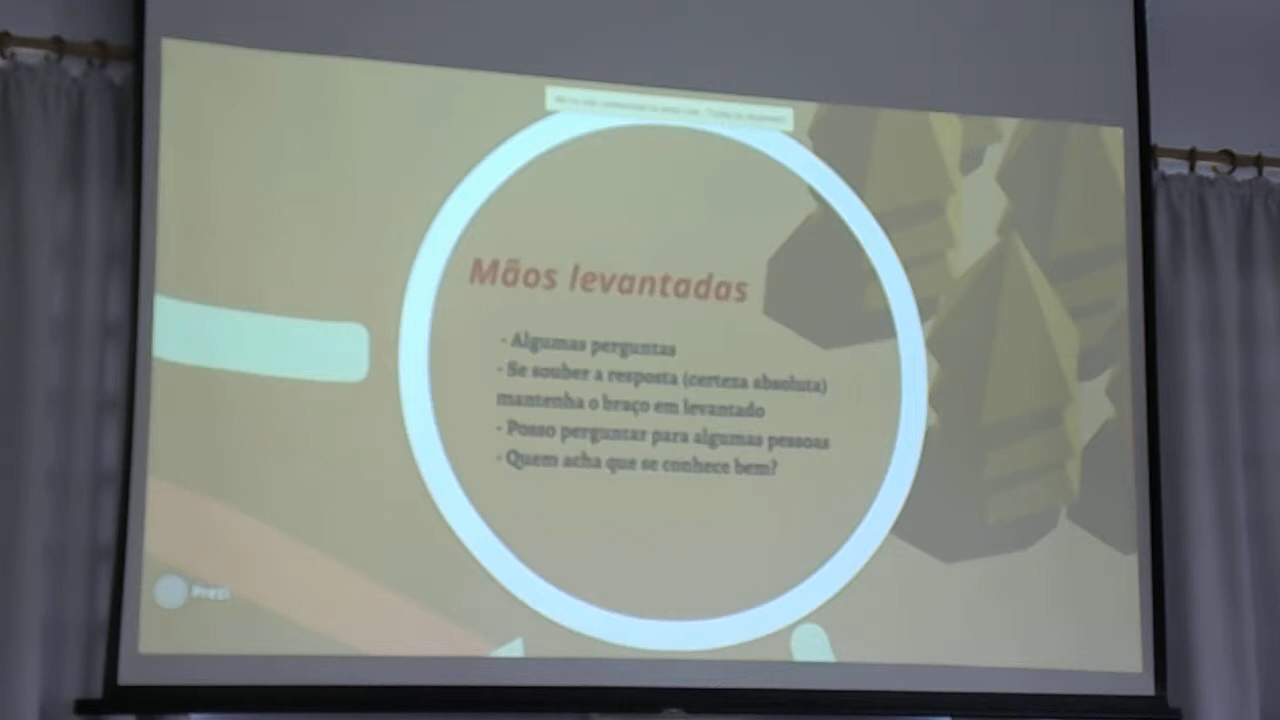 Mãos levantadas
- Algumas perguntas
- Se souber a resposta (certeza absoluta)
mantenha o braço em levantado
- Posso perguntar para algumas pessoas
- Quem acha que se conhece bem?
Prezi